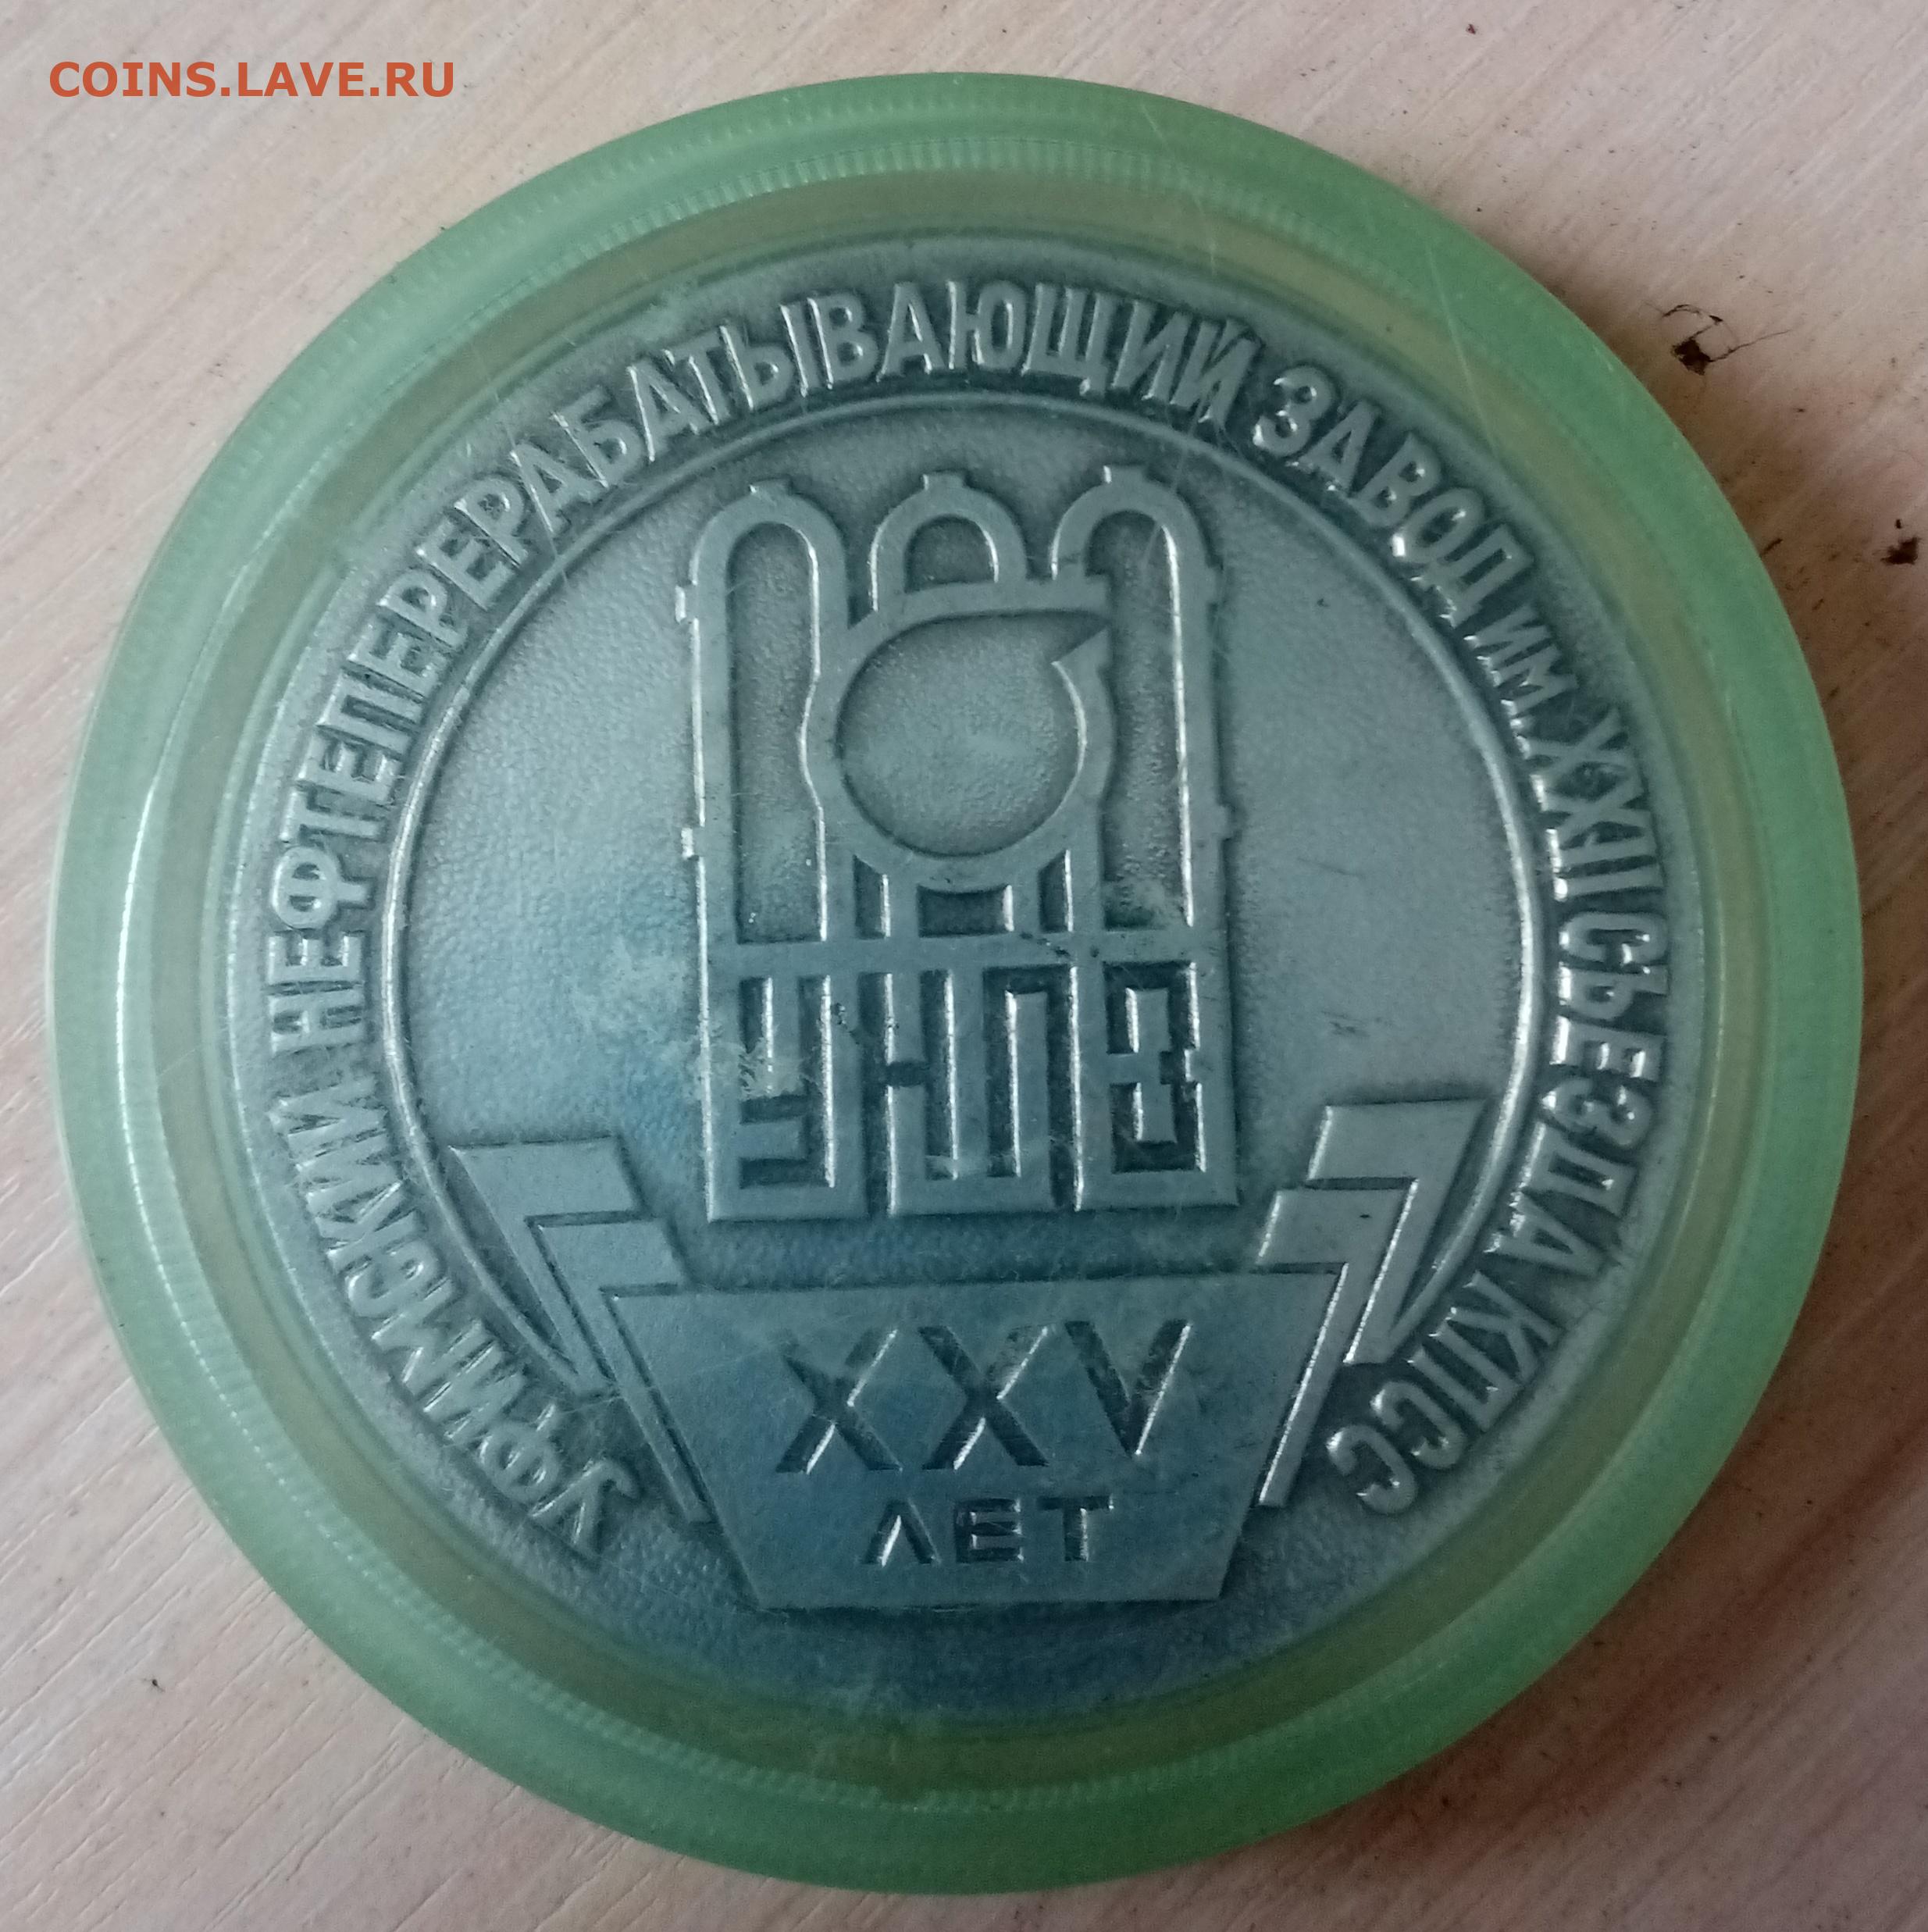 COINS.LAVE.RU
УФИМСКИЙ НЕФТЕПЕРЕРАБАТЫВАЮЩИЙ ЗАВОД ИМ. XXII СЪЕЗДА КПСС
УНПЗ
XXV
ЛЕТ